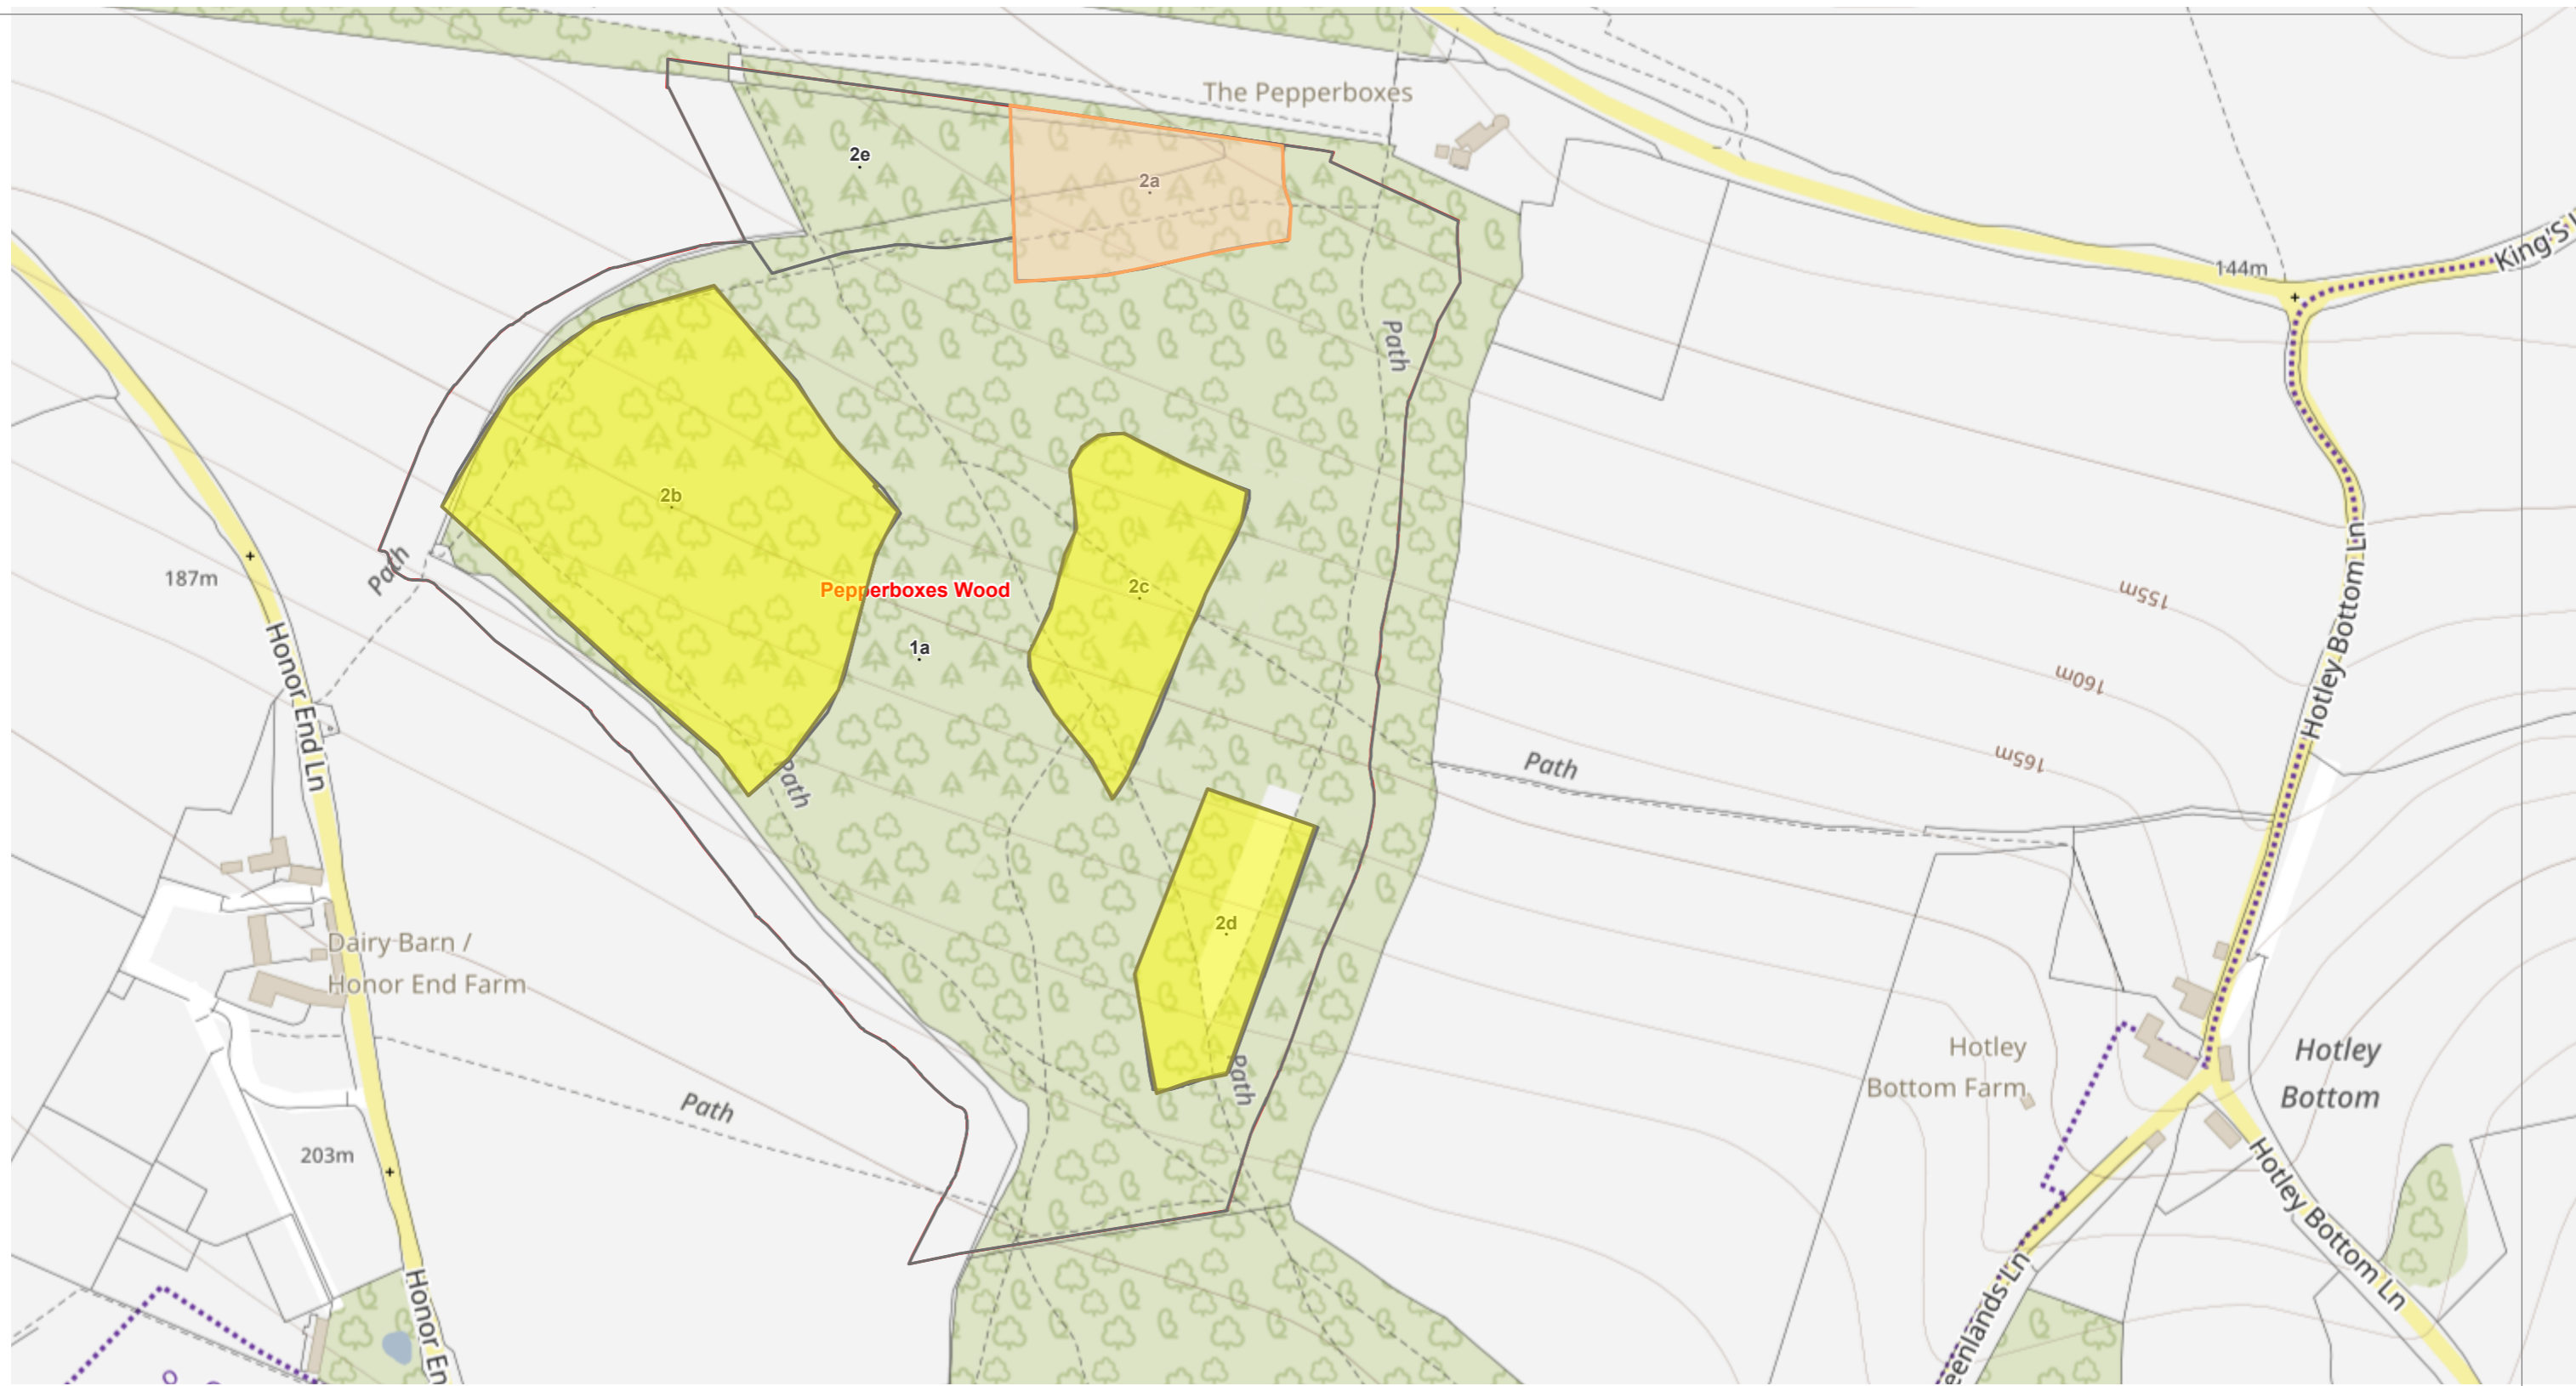 The Pepperboxes
2e
2a
King'S
144m
Path
2b
Path
187m
Pepperboxes Wood
2c
1a
Honor End Ln
Hotley Bottom Ln
155m
160m
165m
Path
Path
2d
Dairy Barn /
Honor End Farm
Path
Path
203m
Hotley
Bottom Farm
Hotley
Bottom
Hotley Bottom Ln
Honor En
eenlands Ln